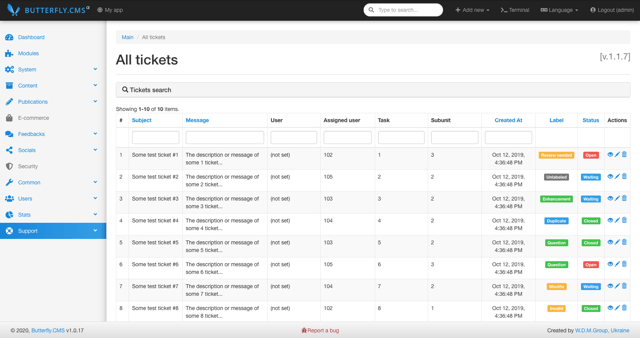 BUTTERFLY.CMS
My app
Type to search...
Add new
Terminal
Language
Logout (admin)
Dashboard
Modules
System
Content
Publications
E-commerce
Feedbacks
Socials
Security
Common
Users
Stats
Support
Main / All tickets
All tickets
[v.1.1.7]
Tickets search
Showing 1-10 of 10 items.
# Subject Message User Assigned user Task Subunit Created At Label Status Actions
1 Some test ticket #1 The description or message of some 1 ticket... (not set) 102 1 3 Oct 12, 2019, 4:36:48 PM Review needed Open
2 Some test ticket #2 The description or message of some 2 ticket... (not set) 105 2 2 Oct 12, 2019, 4:36:48 PM Unlabeled Waiting
3 Some test ticket #3 The description or message of some 3 ticket... (not set) 103 3 2 Oct 12, 2019, 4:36:48 PM Enhancement Waiting
4 Some test ticket #4 The description or message of some 4 ticket... (not set) 104 4 2 Oct 12, 2019, 4:36:48 PM Duplicate Closed
5 Some test ticket #5 The description or message of some 5 ticket... (not set) 103 5 2 Oct 12, 2019, 4:36:48 PM Question Closed
6 Some test ticket #6 The description or message of some 6 ticket... (not set) 105 6 3 Oct 12, 2019, 4:36:48 PM Question Open
7 Some test ticket #7 The description or message of some 7 ticket... (not set) 104 7 2 Oct 12, 2019, 4:36:48 PM Wontfix Waiting
8 Some test ticket #8 The description or message of some 8 ticket... (not set) 102 8 1 Oct 12, 2019, 4:36:48 PM Invalid Closed
© 2020, Butterfly.CMS v1.0.17
Report a bug
Created by W.D.M.Group, Ukraine